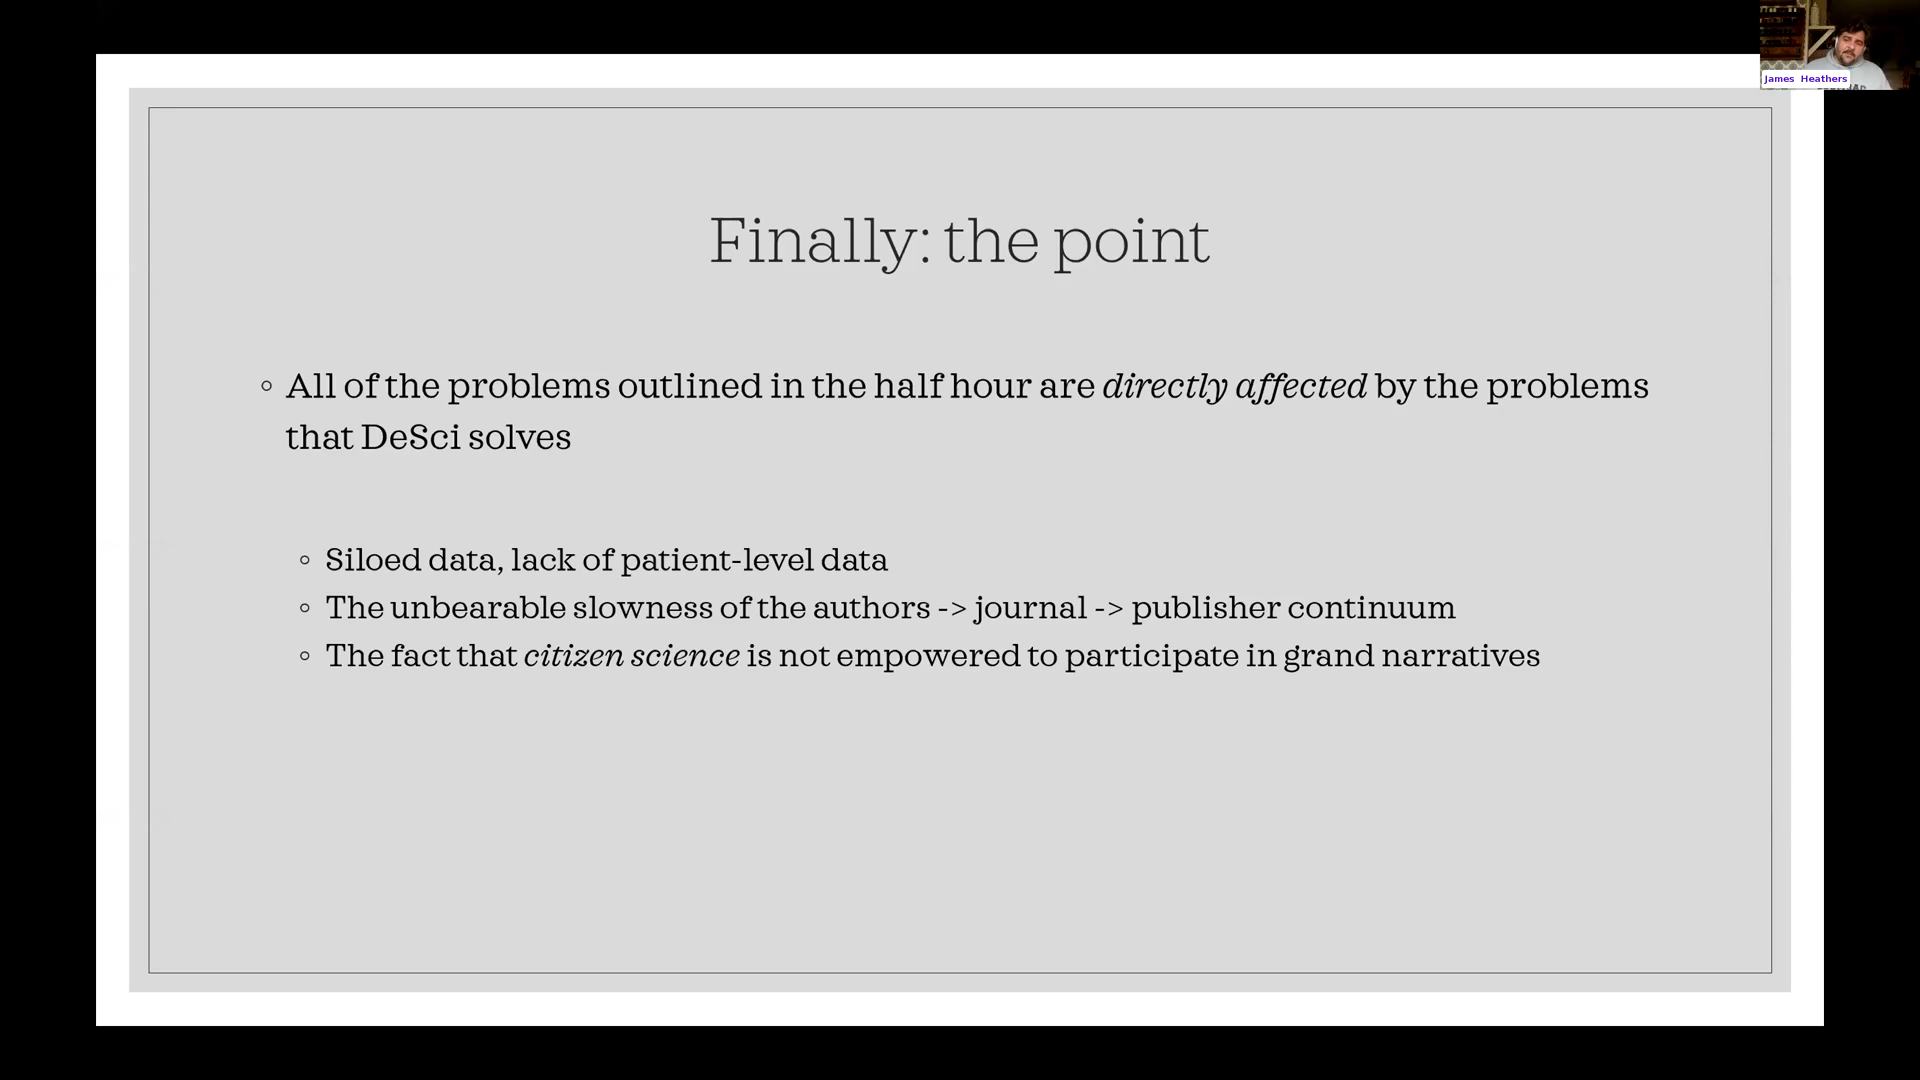 James Heathers
Finally: the point
◦ All of the problems outlined in the half hour are directly affected by the problems
that DeSci solves
◦ Siloed data, lack of patient-level data
◦ The unbearable slowness of the authors -> journal -> publisher continuum
◦ The fact that citizen science is not empowered to participate in grand narratives